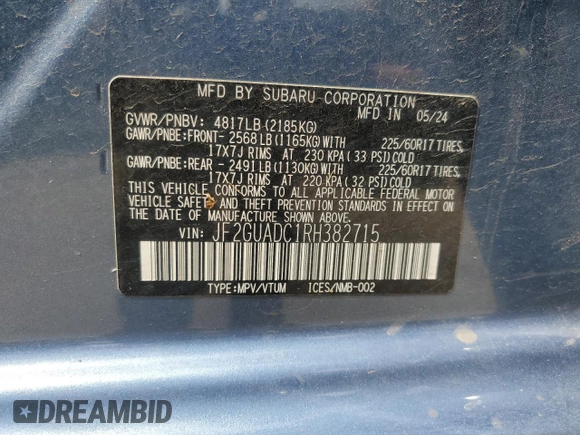 MFD BY SUBARU CORPORATION
MFD IN 05/24
GVWR/PNBV: 4817LB(2185KG)
GAWR/PNBE:FRONT- 2568LB(1165KG)WITH 225/60R17 TIRES,
17X7J RIMS AT 230 KPA(33 PSI)COLD
GAWR/PNBE:REAR - 2491LB(1130KG)WITH 225/60R17 TIRES,
17X7J RIMS AT 220 KPA(32 PSI)COLD
THIS VEHICLE CONFORMS TO ALL APPLICABLE FEDERAL MOTOR
VEHICLE SAFETY AND THEFT PREVENTION STANDARDS IN EFFECT ON
THE DATE OF MANUFACTURE SHOWN ABOVE.
VIN: JF2GUADC1RH382715
TYPE:MPV/VTUM ICES/NMB-002
DREAMBID